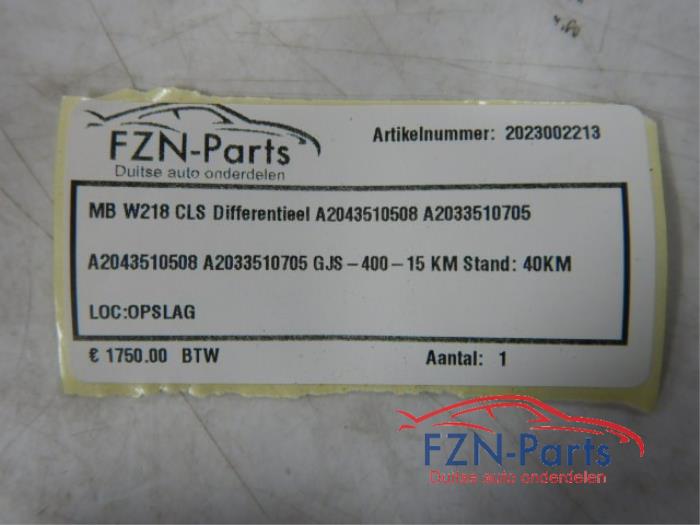 FZN-Parts
Duitse auto onderdelen
Artikelnummer: 2023002213
MB W218 CLS Differentieel A2043510508 A2033510705
A2043510508 A2033510705 GJS-400-15 KM Stand: 40KM
LOC:OPSLAG
€ 1750.00 BTW
Aantal: 1
FZN-Parts
Duitse auto onderdelen